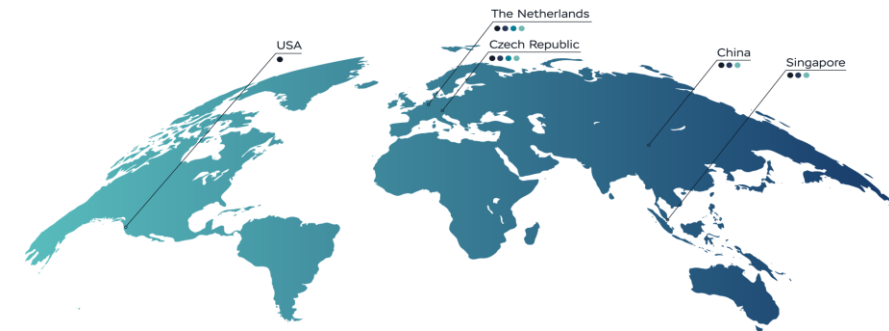 The Netherlands
USA
Czech Republic
China
Singapore